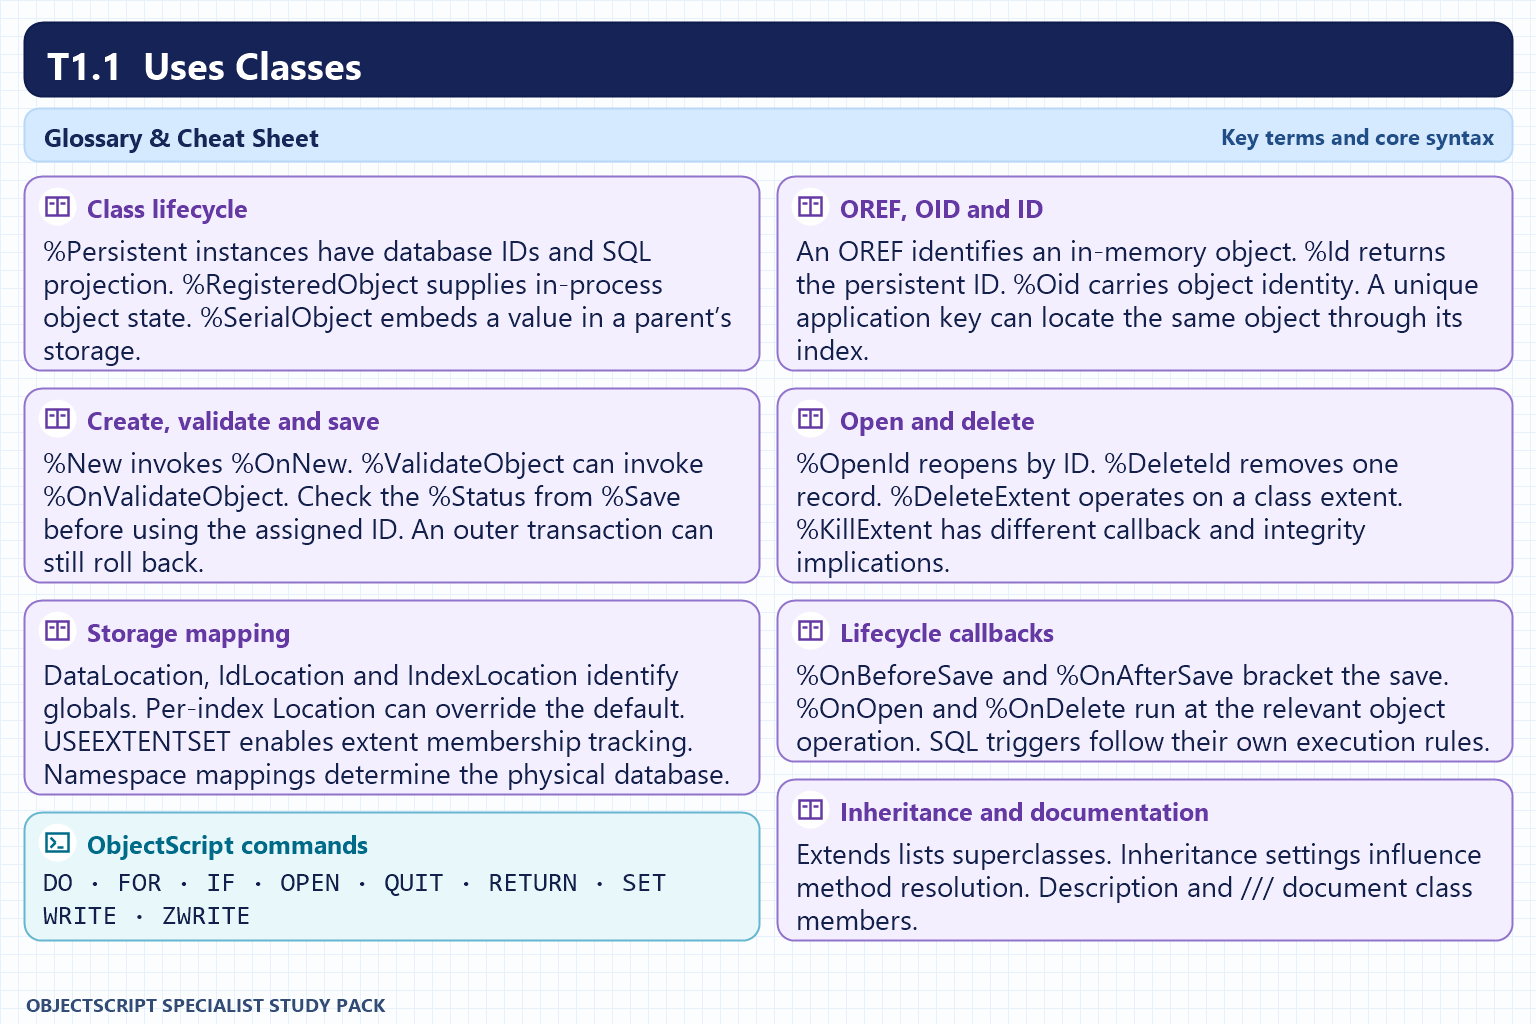 T1.1 Uses Classes
Glossary & Cheat Sheet
Key terms and core syntax
Class lifecycle
%Persistent instances have database IDs and SQL
projection. %RegisteredObject supplies in-process
object state. %SerialObject embeds a value in a parent’s
storage.
OREF, OID and ID
An OREF identifies an in-memory object. %Id returns
the persistent ID. %Oid carries object identity. A unique
application key can locate the same object through its
index.
Create, validate and save
%New invokes %OnNew. %ValidateObject can invoke
%OnValidateObject. Check the %Status from %Save
before using the assigned ID. An outer transaction can
still roll back.
Open and delete
%OpenId reopens by ID. %DeleteId removes one
record. %DeleteExtent operates on a class extent.
%KillExtent has different callback and integrity
implications.
Storage mapping
DataLocation, IdLocation and IndexLocation identify
globals. Per-index Location can override the default.
USEEXTENTSET enables extent membership tracking.
Namespace mappings determine the physical database.
Lifecycle callbacks
%OnBeforeSave and %OnAfterSave bracket the save.
%OnOpen and %OnDelete run at the relevant object
operation. SQL triggers follow their own execution rules.
ObjectScript commands
DO · FOR · IF · OPEN · QUIT · RETURN · SET
WRITE · ZWRITE
Inheritance and documentation
Extends lists superclasses. Inheritance settings influence
method resolution. Description and /// document class
members.
OBJECTSCRIPT SPECIALIST STUDY PACK